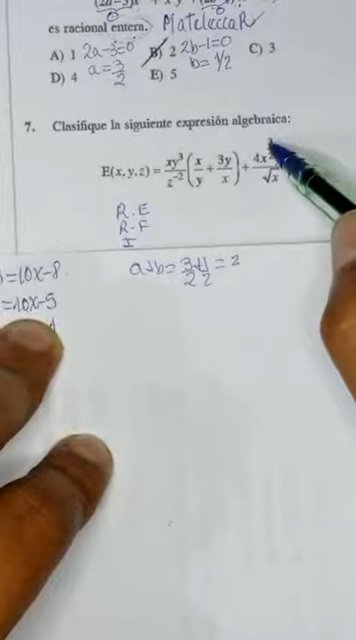 es racional entera. MateleccaR
A) 1 2a-3=0 B) 2 2b-1=0 C) 3
a=3/2 b=1/2
D) 4 E) 5
7. Clasifique la siguiente expresión algebraica:
E(x, y, z) = xy³/z⁻² (x/y + 3y/x) + 4x/√x
R.E
R.F
I
=10x-8
=10x-5
a+b= 3/2+1/2 = 2